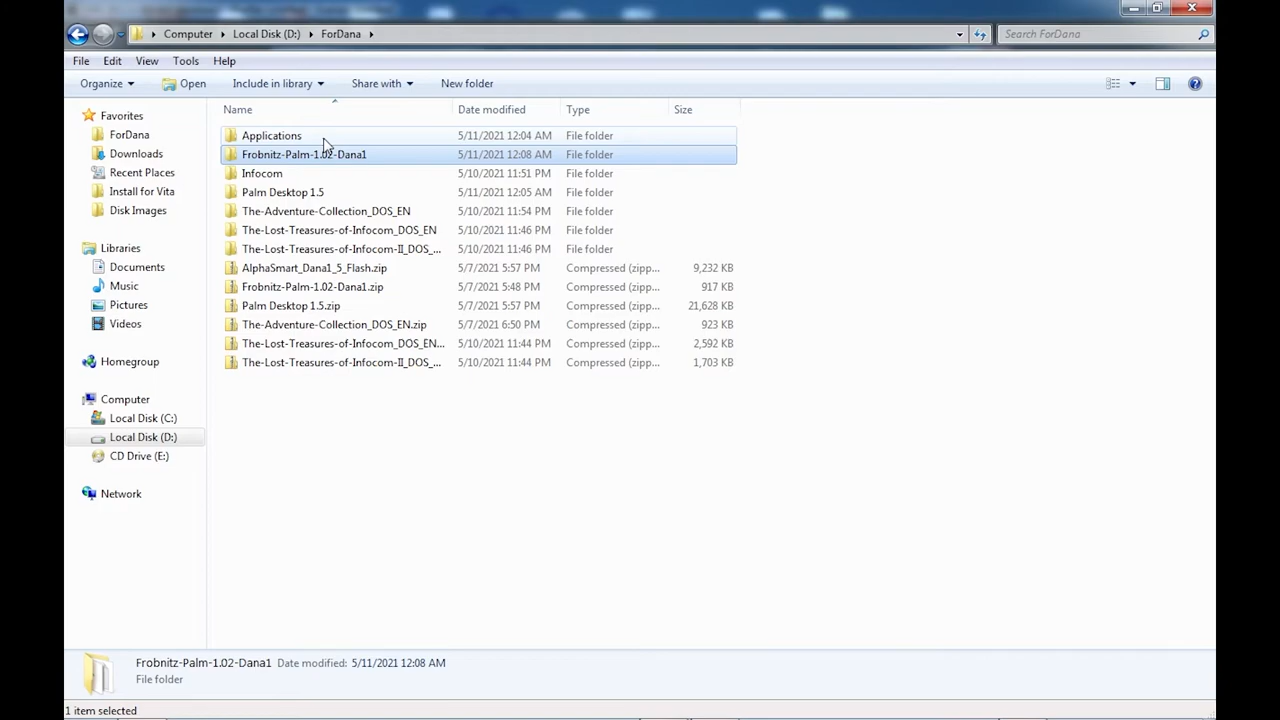 Computer Local Disk (D:) ForDana Search ForDana
File Edit View Tools Help
Organize Open Include in library Share with New folder
Name Date modified Type Size
Favorites
ForDana
Downloads
Recent Places
Install for Vita
Disk Images
Libraries
Documents
Music
Pictures
Videos
Homegroup
Computer
Local Disk (C:)
Local Disk (D:)
CD Drive (E:)
Network
Applications 5/11/2021 12:04 AM File folder
Frobnitz-Palm-1.02-Dana1 5/11/2021 12:08 AM File folder
Infocom 5/10/2021 11:51 PM File folder
Palm Desktop 1.5 5/11/2021 12:05 AM File folder
The-Adventure-Collection_DOS_EN 5/10/2021 11:54 PM File folder
The-Lost-Treasures-of-Infocom_DOS_EN 5/10/2021 11:46 PM File folder
The-Lost-Treasures-of-Infocom-II_DOS_... 5/10/2021 11:46 PM File folder
AlphaSmart_Dana1_5_Flash.zip 5/7/2021 5:57 PM Compressed (zipp... 9,232 KB
Frobnitz-Palm-1.02-Dana1.zip 5/7/2021 5:48 PM Compressed (zipp... 917 KB
Palm Desktop 1.5.zip 5/7/2021 5:57 PM Compressed (zipp... 21,628 KB
The-Adventure-Collection_DOS_EN.zip 5/7/2021 6:50 PM Compressed (zipp... 923 KB
The-Lost-Treasures-of-Infocom_DOS_EN... 5/10/2021 11:44 PM Compressed (zipp... 2,592 KB
The-Lost-Treasures-of-Infocom-II_DOS_... 5/10/2021 11:44 PM Compressed (zipp... 1,703 KB
Frobnitz-Palm-1.02-Dana1 Date modified: 5/11/2021 12:08 AM
File folder
1 item selected